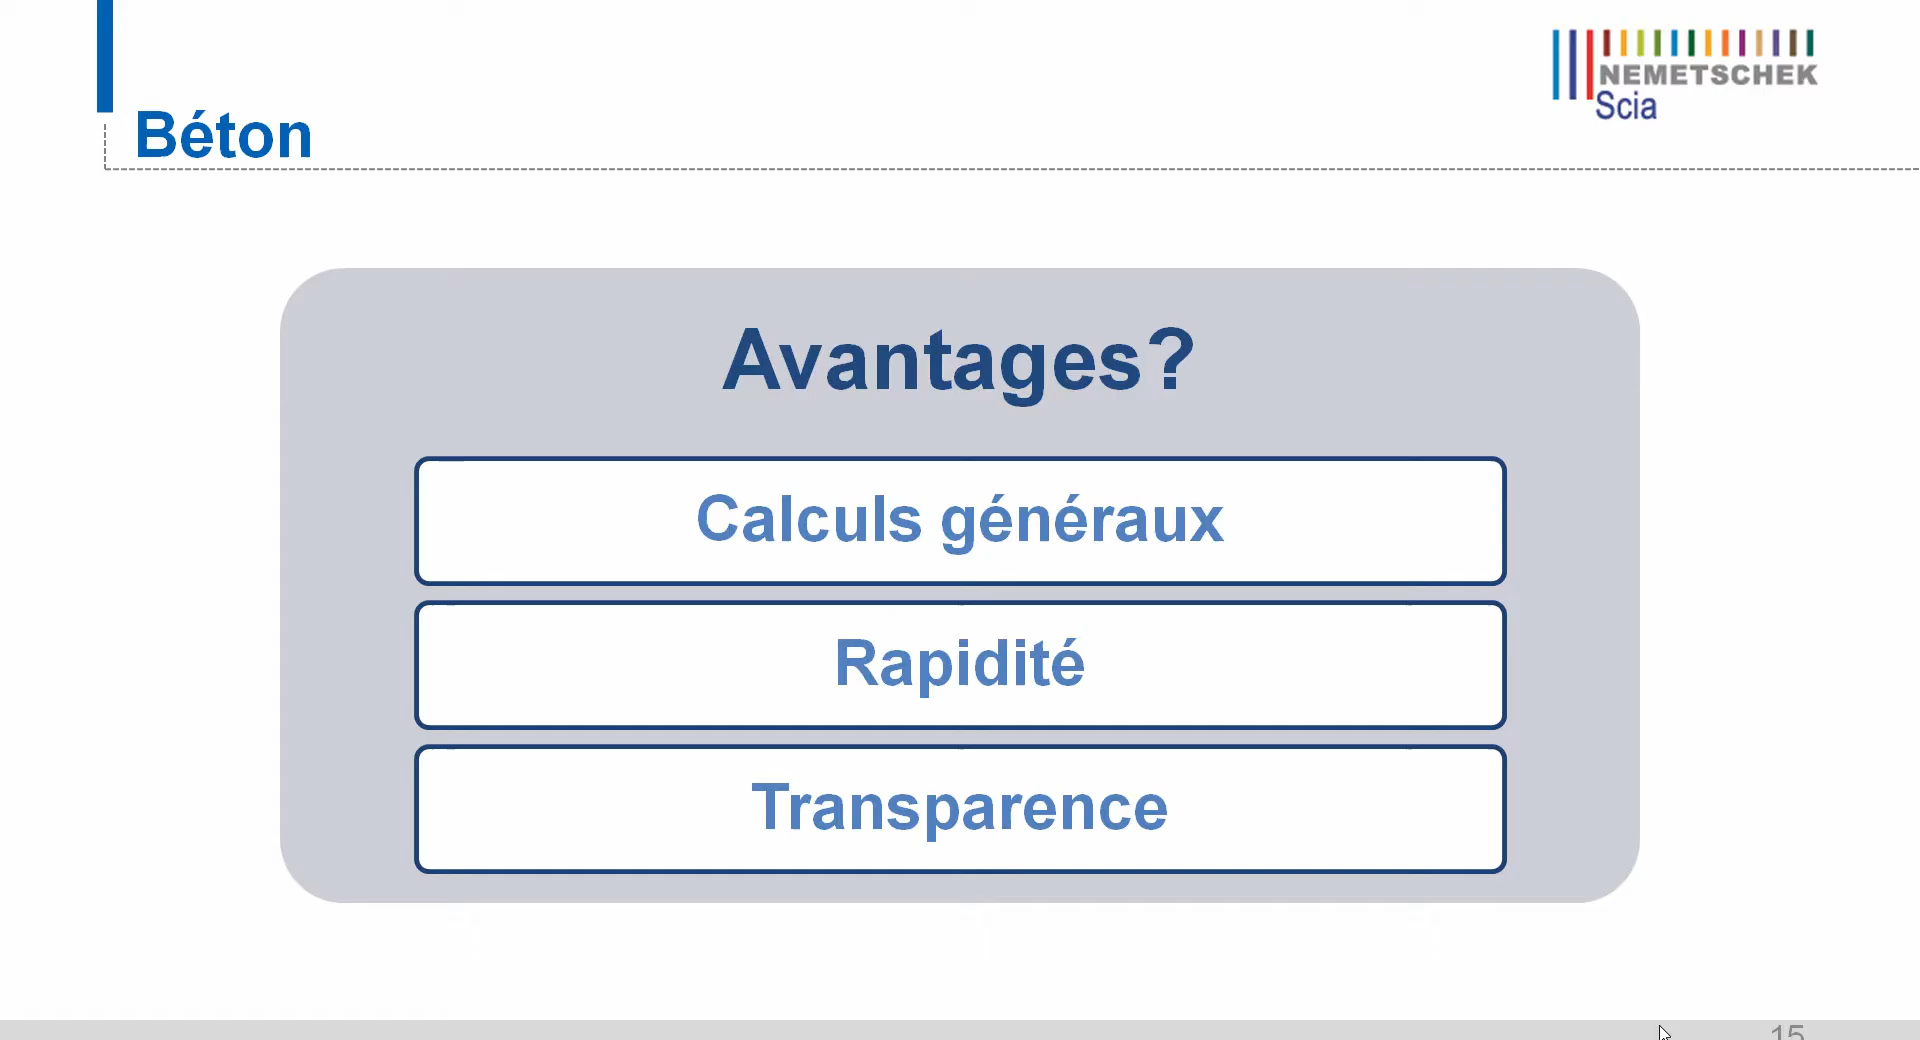 NEMETSCHEK
Scia
Béton
Avantages?
Calculs généraux
Rapidité
Transparence
15